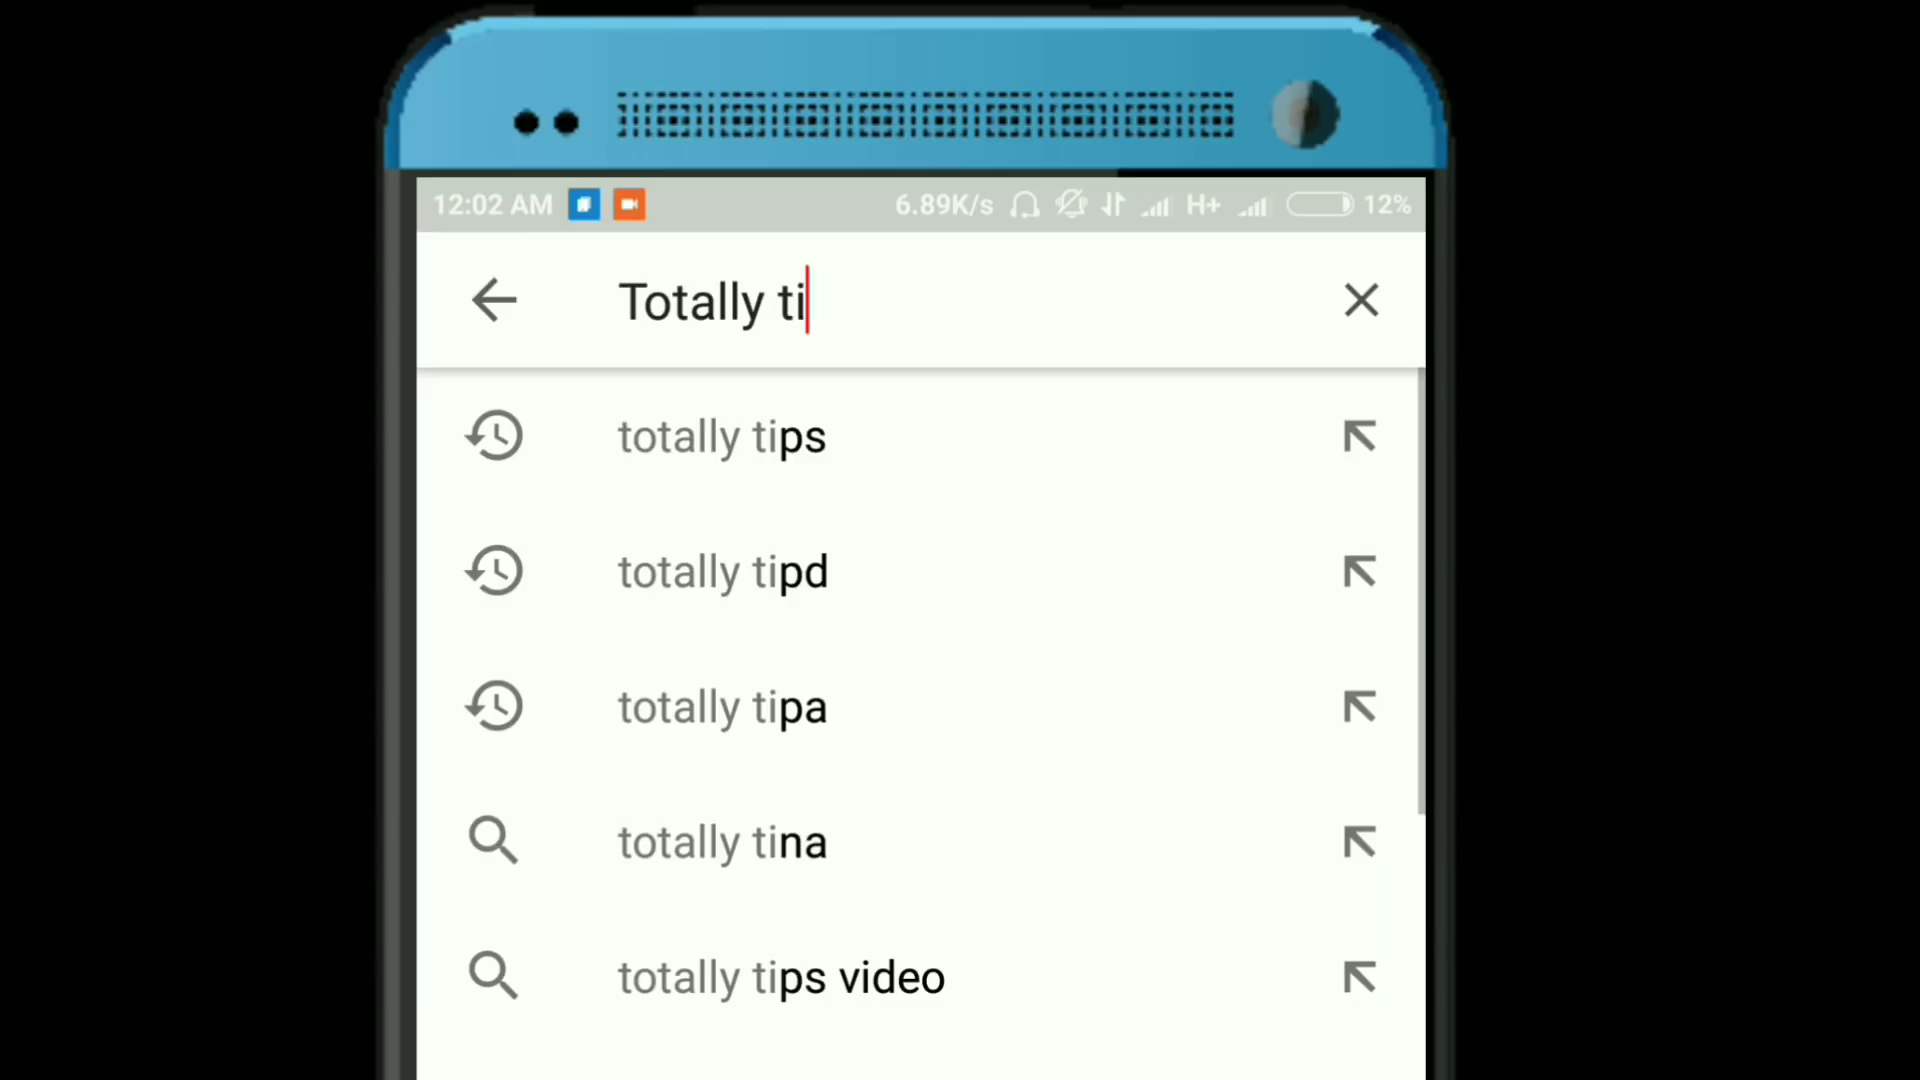 12:02 AM 6.89K/s H+ 12%
Totally ti
totally tips
totally tipd
totally tipa
totally tina
totally tips video